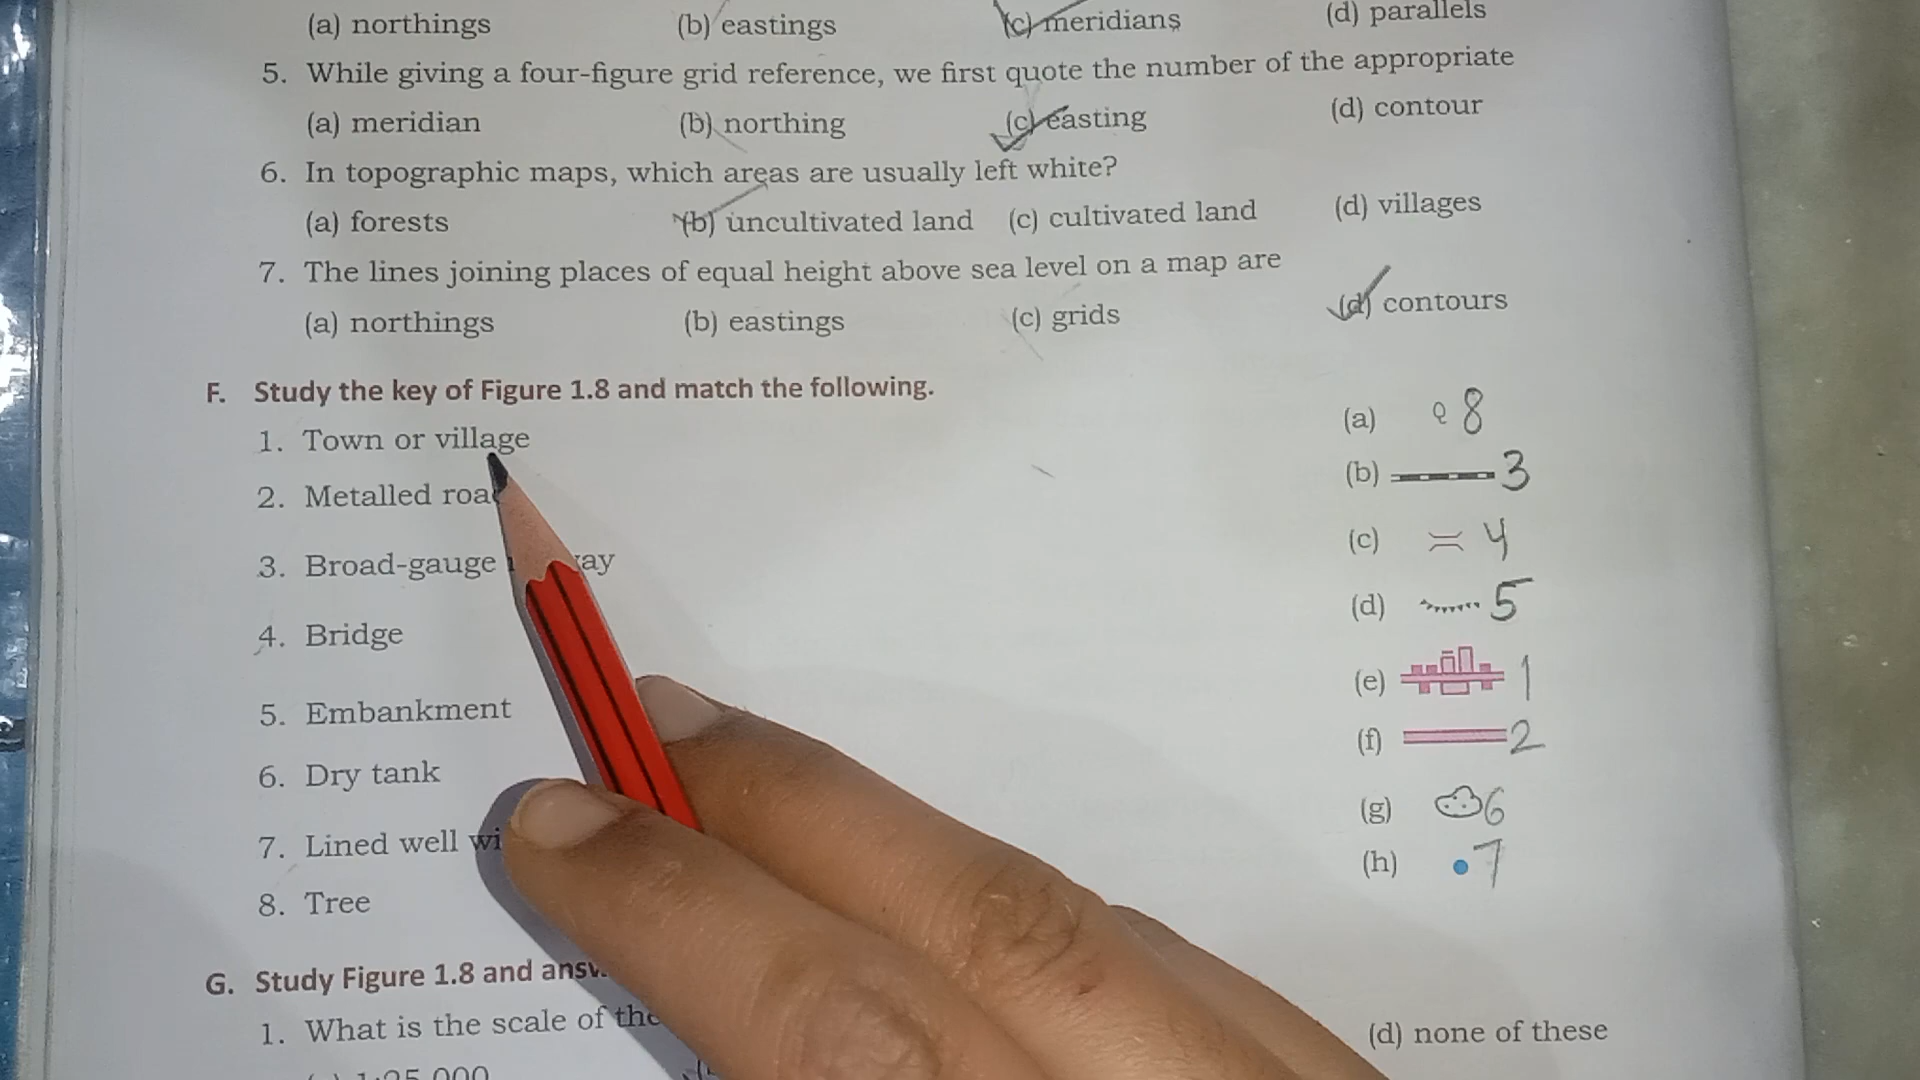 (a) northings (b) eastings (c) meridians (d) parallels
5. While giving a four-figure grid reference, we first quote the number of the appropriate
(a) meridian (b) northing (c) easting (d) contour
6. In topographic maps, which areas are usually left white?
(a) forests (b) uncultivated land (c) cultivated land (d) villages
7. The lines joining places of equal height above sea level on a map are
(a) northings (b) eastings (c) grids (d) contours
F. Study the key of Figure 1.8 and match the following.
1. Town or village (a) 8
2. Metalled (b) 3
3. Broad-gauge (c) 4
4. Bridge (d) 5
5. Embankment (e) 1
6. Dry tank (f) 2
7. Lined well (g) 6
8. Tree (h) 7
G. Study Figure 1.8 and
1. What is the scale of (d) none of these